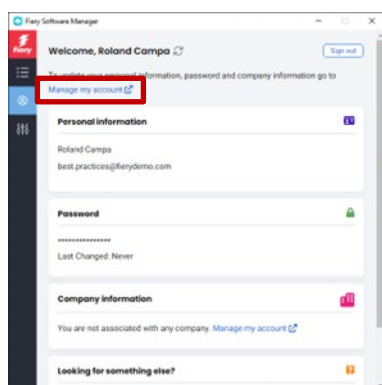 Fiery Software Manager
fiery
Welcome, Roland Campa
Sign out
To update your personal information, password and company information go to
Manage my account
Personal information
Roland Campa
best.practices@fierydemo.com
Password
***************
Last Changed: Never
Company information
You are not associated with any company. Manage my account
Looking for something else?